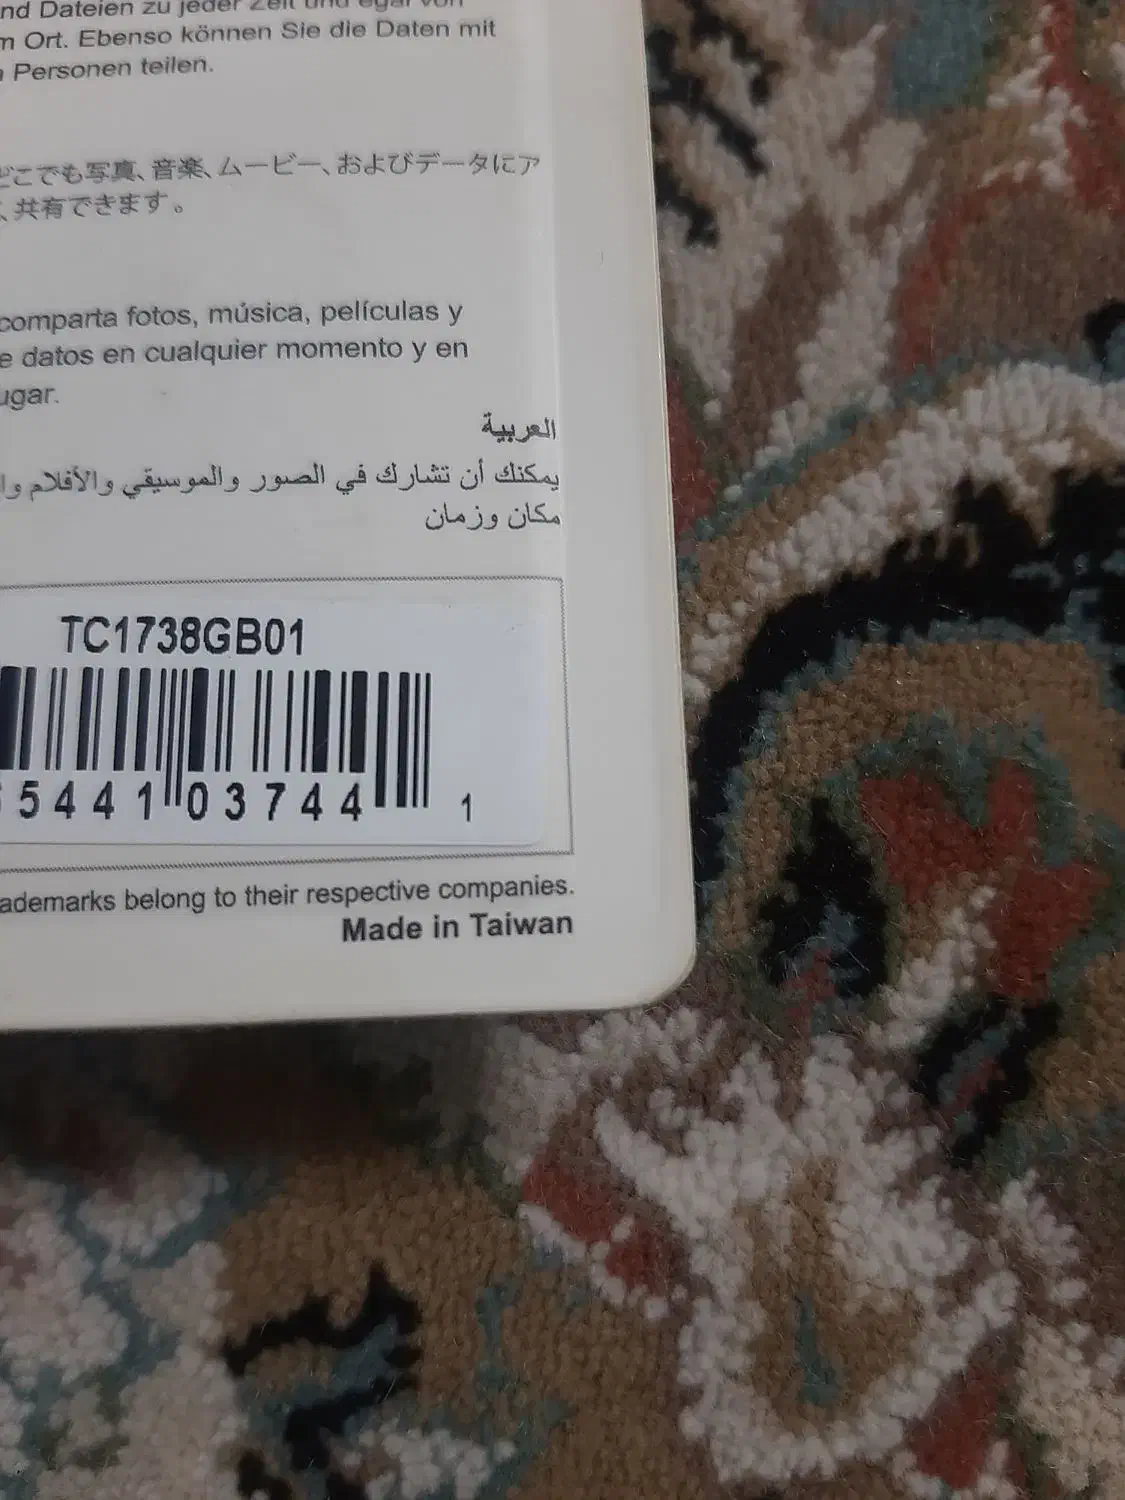 nd Dateien zu jeder Zeit und egal von
m Ort. Ebenso können Sie die Daten mit
Personen teilen.
どこでも写真、音楽、ムービー、およびデータにア
、共有できます。
comparta fotos, música, películas y
e datos en cualquier momento y en
ugar.
العربية
يمكنك أن تشارك في الصور والموسيقي والأفلام وا
مكان وزمان
TC1738GB01
5441 03744 1
ademarks belong to their respective companies.
Made in Taiwan